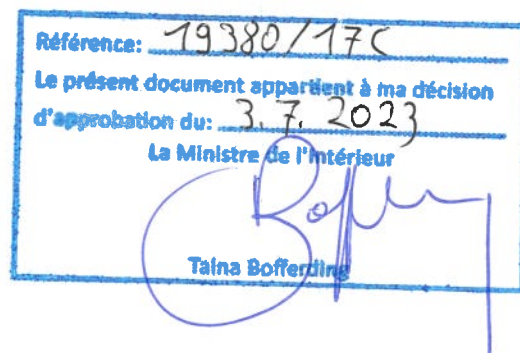 Référence: 19380/17C
Le présent document appartient à ma décision
d'approbation du: 3.7.2023
La Ministre de l'Intérieur
Taina Bofferding